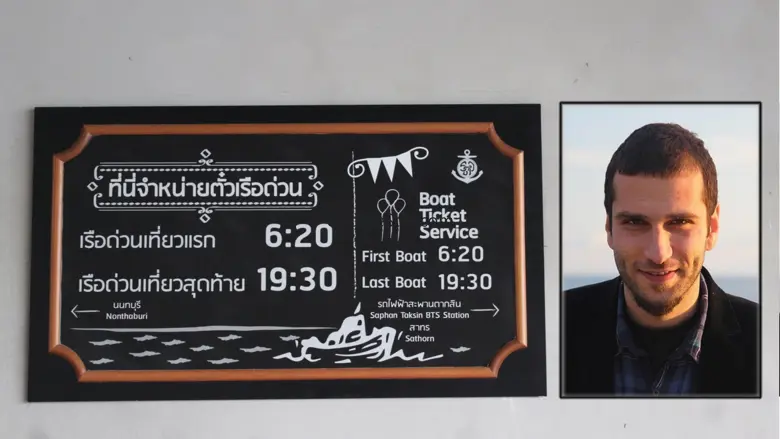 ที่นี่จำหน่ายตั๋วเรือด่วน
เรือด่วนเที่ยวแรก 6:20
เรือด่วนเที่ยวสุดท้าย 19:30
นนทบุรี
Nonthaburi
Boat
Ticket
Service
First Boat 6:20
Last Boat 19:30
รถไฟฟ้าสะพานตากสิน
Saphan Taksin BTS Station
สาทร
Sathorn